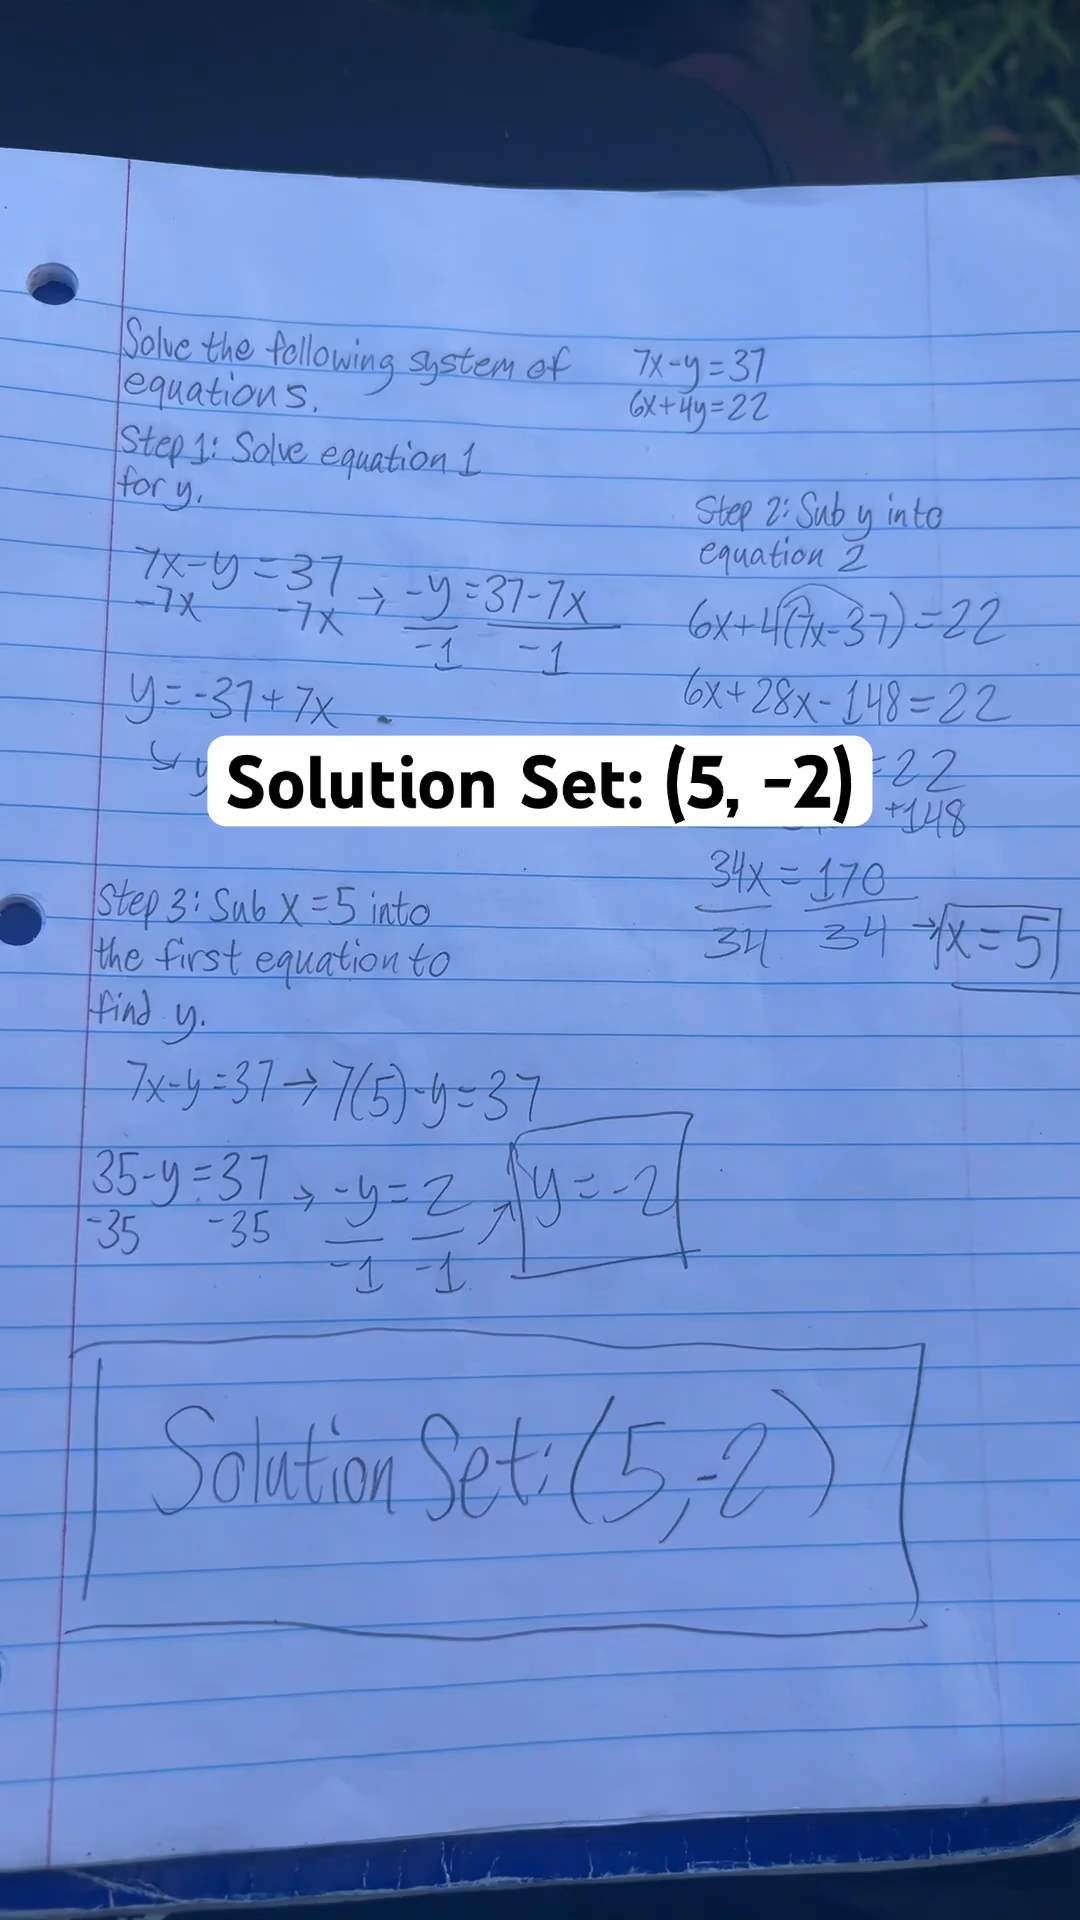 Solve the following system of
equations.
7x-y=37
6x+4y=22
Step 1: Solve equation 1
for y.
7x-y=37 → -y=37-7x
-7x -7x
-1 -1
y=-37+7x
↳ y
Step 2: Sub y into
equation 2
6x+4(7x-37)=22
6x+28x-148=22
=22
+148
34x=170
34 34 → x=5
Solution Set: (5, -2)
Step 3: Sub x=5 into
the first equation to
find y.
7x-y=37→7(5)-y=37
35-y=37 → -y=2 → y=-2
-35 -35
-1 -1
Solution Set: (5,-2)